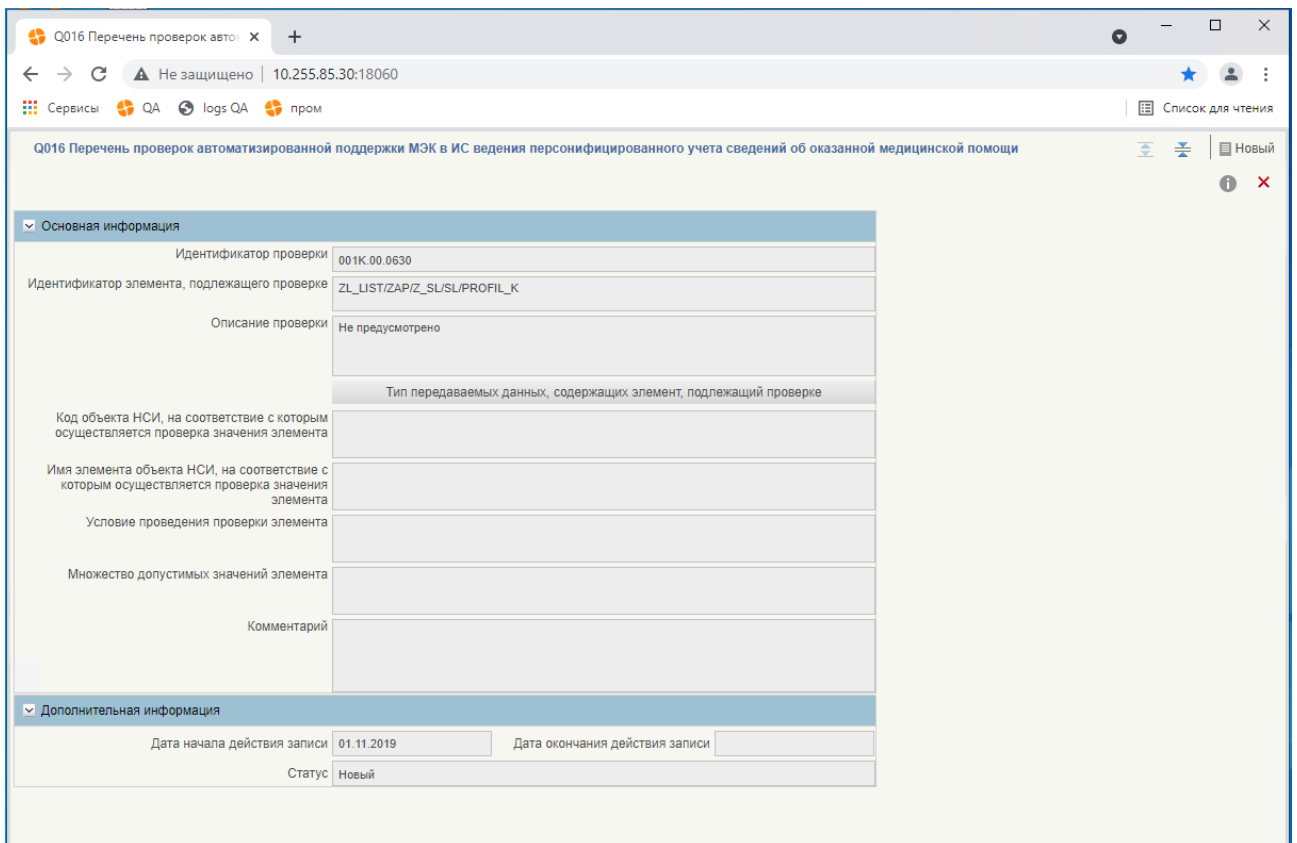 Q016 Перечень проверок авто
Не защищено | 10.255.85.30:18060
Сервисы QA logs QA пром Список для чтения
Q016 Перечень проверок автоматизированной поддержки МЭК в ИС ведения персонифицированного учета сведений об оказанной медицинской помощи
Новый
Основная информация
Идентификатор проверки 001K.00.0630
Идентификатор элемента, подлежащего проверке ZL_LIST/ZAP/Z_SL/SL/PROFIL_K
Описание проверки Не предусмотрено
Тип передаваемых данных, содержащих элемент, подлежащий проверке
Код объекта НСИ, на соответствие с которым
осуществляется проверка значения элемента
Имя элемента объекта НСИ, на соответствие с
которым осуществляется проверка значения
элемента
Условие проведения проверки элемента
Множество допустимых значений элемента
Комментарий
Дополнительная информация
Дата начала действия записи 01.11.2019 Дата окончания действия записи
Статус Новый